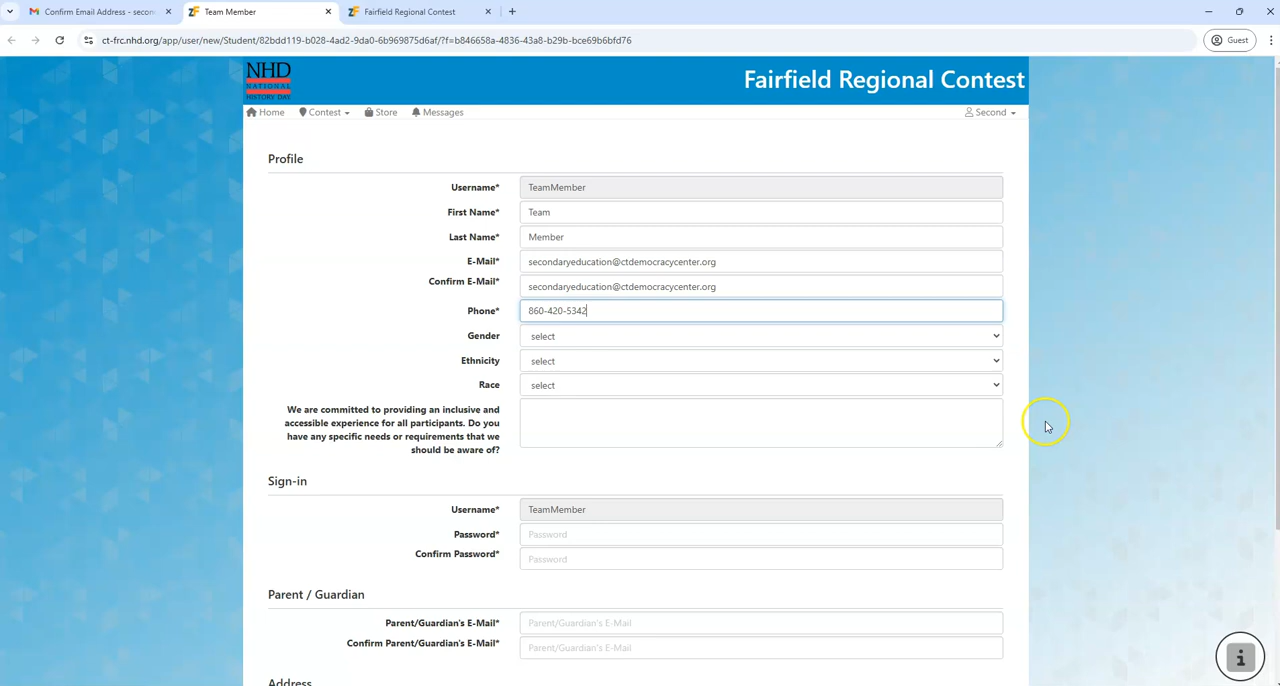 Confirm Email Address - secon
Team Member
Fairfield Regional Contest
ct-frc.nhd.org/app/user/new/Student/82bdd119-b028-4ad2-9da0-6b969875d6af/?f=b846658a-4836-43a8-b29b-bce69b6bfd76
Guest
NHD
NATIONAL
HISTORY DAY
Fairfield Regional Contest
Home Contest Store Messages Second
Profile
Username* TeamMember
First Name* Team
Last Name* Member
E-Mail* secondaryeducation@ctdemocracycenter.org
Confirm E-Mail* secondaryeducation@ctdemocracycenter.org
Phone* 860-420-5342
Gender select
Ethnicity select
Race select
We are committed to providing an inclusive and
accessible experience for all participants. Do you
have any specific needs or requirements that we
should be aware of?
Sign-in
Username* TeamMember
Password* Password
Confirm Password* Password
Parent / Guardian
Parent/Guardian's E-Mail* Parent/Guardian's E-Mail
Confirm Parent/Guardian's E-Mail* Parent/Guardian's E-Mail
Address